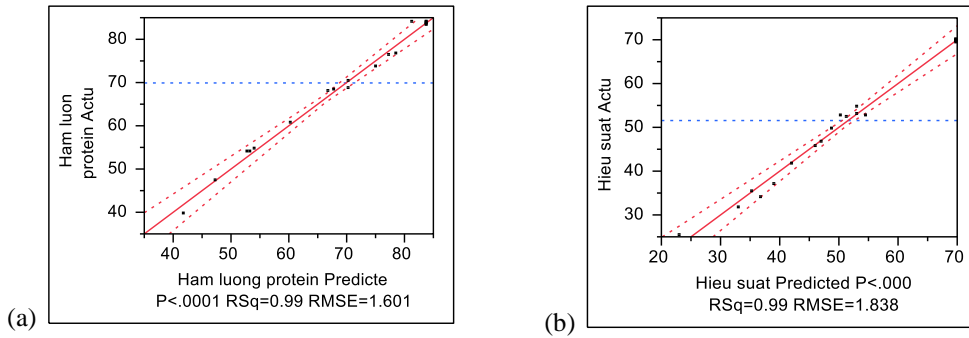 Ham luon
protein Actu
80
70
60
50
40
40 50 60 70 80
Ham luong protein Predicte
P<.0001 RSq=0.99 RMSE=1.601
(a)
Hieu suat Actu
70
60
50
40
30
20 30 40 50 60 70
Hieu suat Predicted P<.000
RSq=0.99 RMSE=1.838
(b)